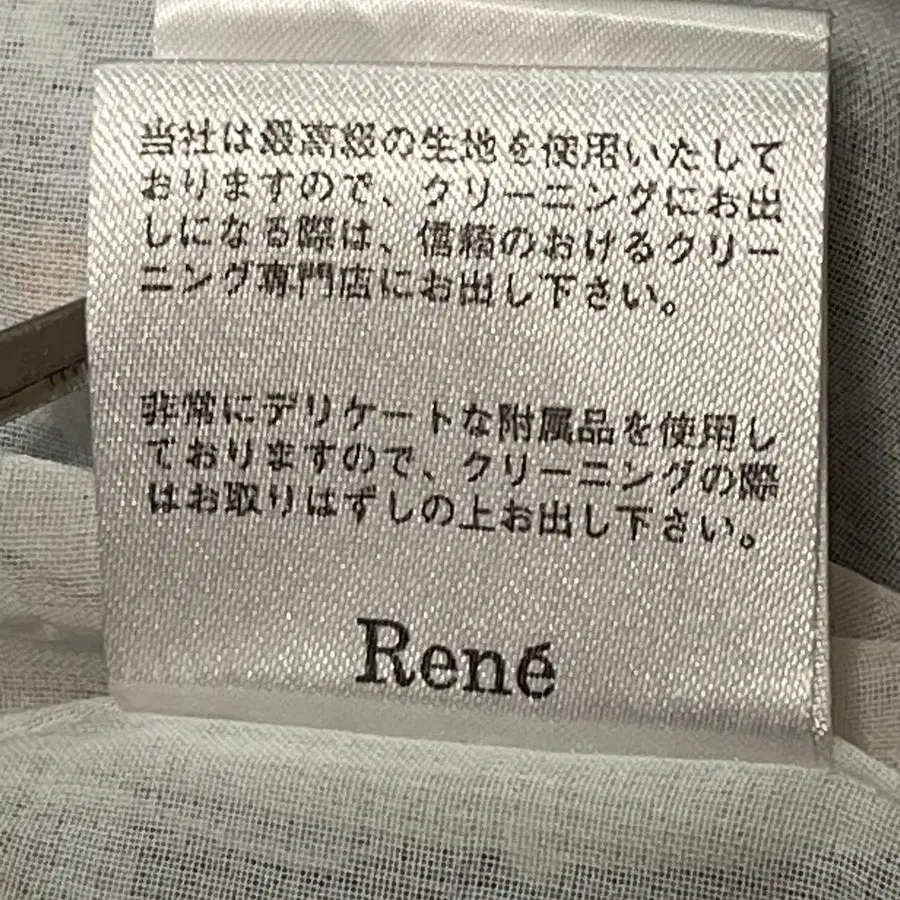 当社は最高級の生地を使用いたして
おりますので、クリーニングにお出
しになる際は、信頼のおけるクリー
ニング専門店にお出し下さい。
非常にデリケートな附属品を使用し
ておりますので、クリーニングの際
はお取りはずしの上お出し下さい。
René